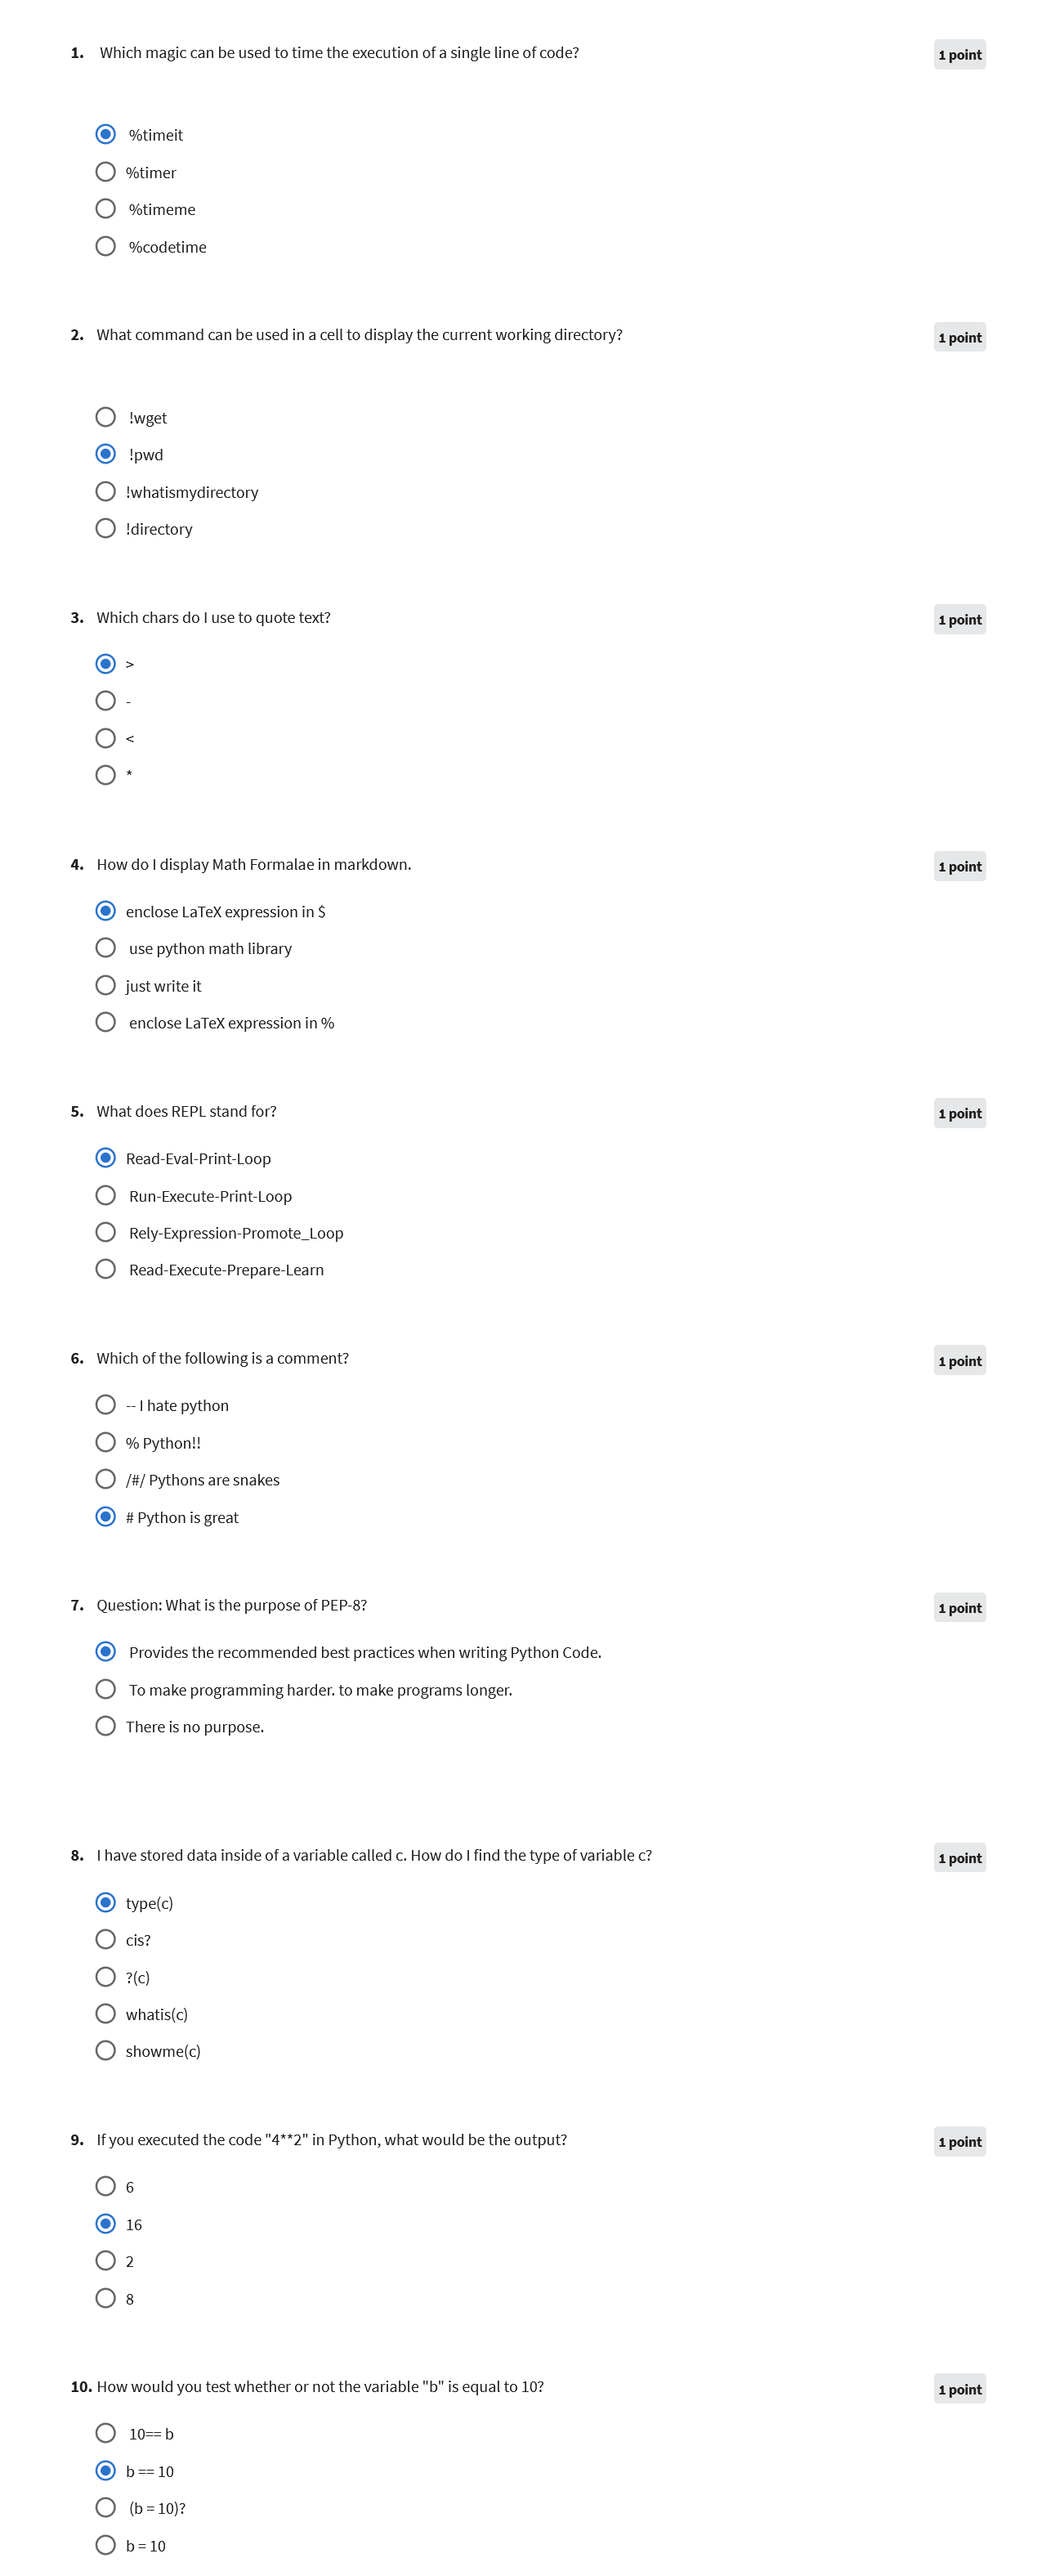 1. Which magic can be used to time the execution of a single line of code? 1 point
%timeit
%timer
%timeme
%codetime
2. What command can be used in a cell to display the current working directory? 1 point
!wget
!pwd
!whatismydirectory
!directory
3. Which chars do I use to quote text? 1 point
>
-
<
*
4. How do I display Math Formalae in markdown. 1 point
enclose LaTeX expression in $
use python math library
just write it
enclose LaTeX expression in %
5. What does REPL stand for? 1 point
Read-Eval-Print-Loop
Run-Execute-Print-Loop
Rely-Expression-Promote_Loop
Read-Execute-Prepare-Learn
6. Which of the following is a comment? 1 point
-- I hate python
% Python!!
/#/ Pythons are snakes
# Python is great
7. Question: What is the purpose of PEP-8? 1 point
Provides the recommended best practices when writing Python Code.
To make programming harder. to make programs longer.
There is no purpose.
8. I have stored data inside of a variable called c. How do I find the type of variable c? 1 point
type(c)
cis?
?(c)
whatis(c)
showme(c)
9. If you executed the code "4**2" in Python, what would be the output? 1 point
6
16
2
8
10. How would you test whether or not the variable "b" is equal to 10? 1 point
10== b
b == 10
(b = 10)?
b = 10